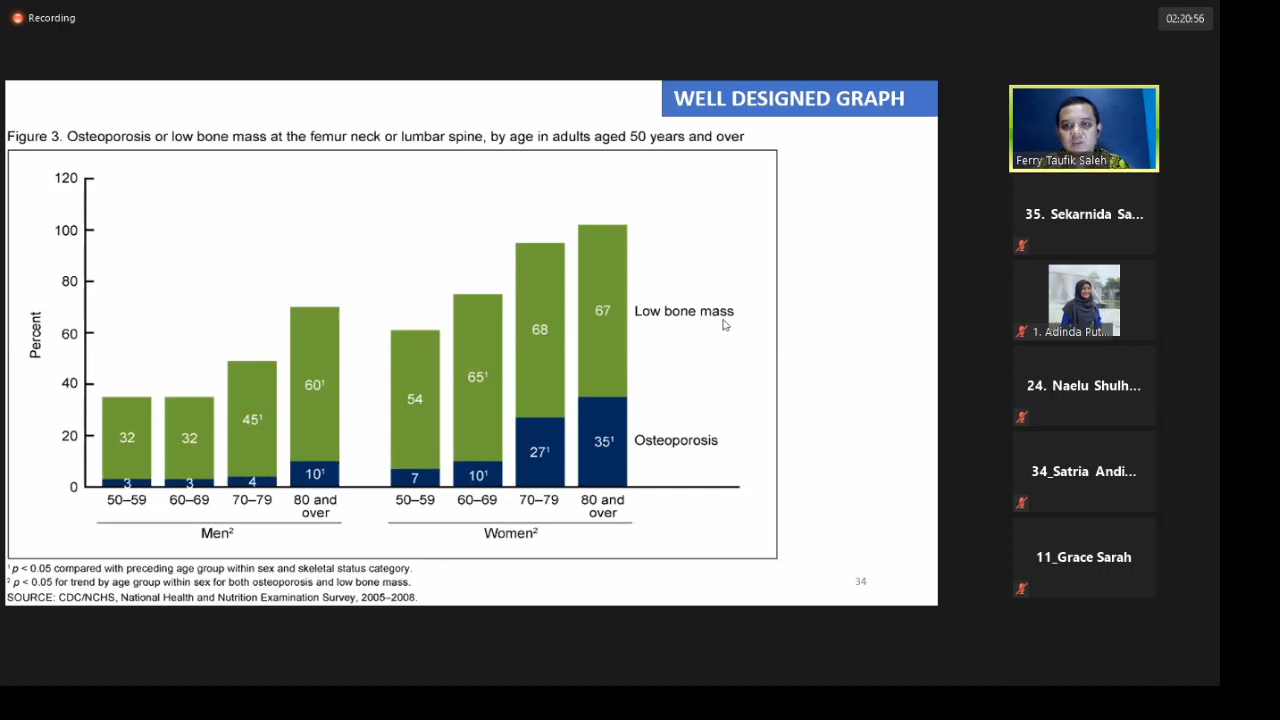 Recording
02:20:56
WELL DESIGNED GRAPH
Figure 3. Osteoporosis or low bone mass at the femur neck or lumbar spine, by age in adults aged 50 years and over
Percent
120
100
80
60
40
20
0
32
3
32
3
45¹
4
60¹
10¹
54
7
65¹
10¹
68
27¹
67
35¹
Low bone mass
Osteoporosis
50–59
60–69
70–79
80 and over
50–59
60–69
70–79
80 and over
Men²
Women²
¹ p < 0.05 compared with preceding age group within sex and skeletal status category.
² p < 0.05 for trend by age group within sex for both osteoporosis and low bone mass.
SOURCE: CDC/NCHS, National Health and Nutrition Examination Survey, 2005–2008.
34
Ferry Taufik Saleh
35. Sekarnida Sa...
1. Adinda Put...
24. Naelu Shulh...
34_Satria Andi...
11_Grace Sarah